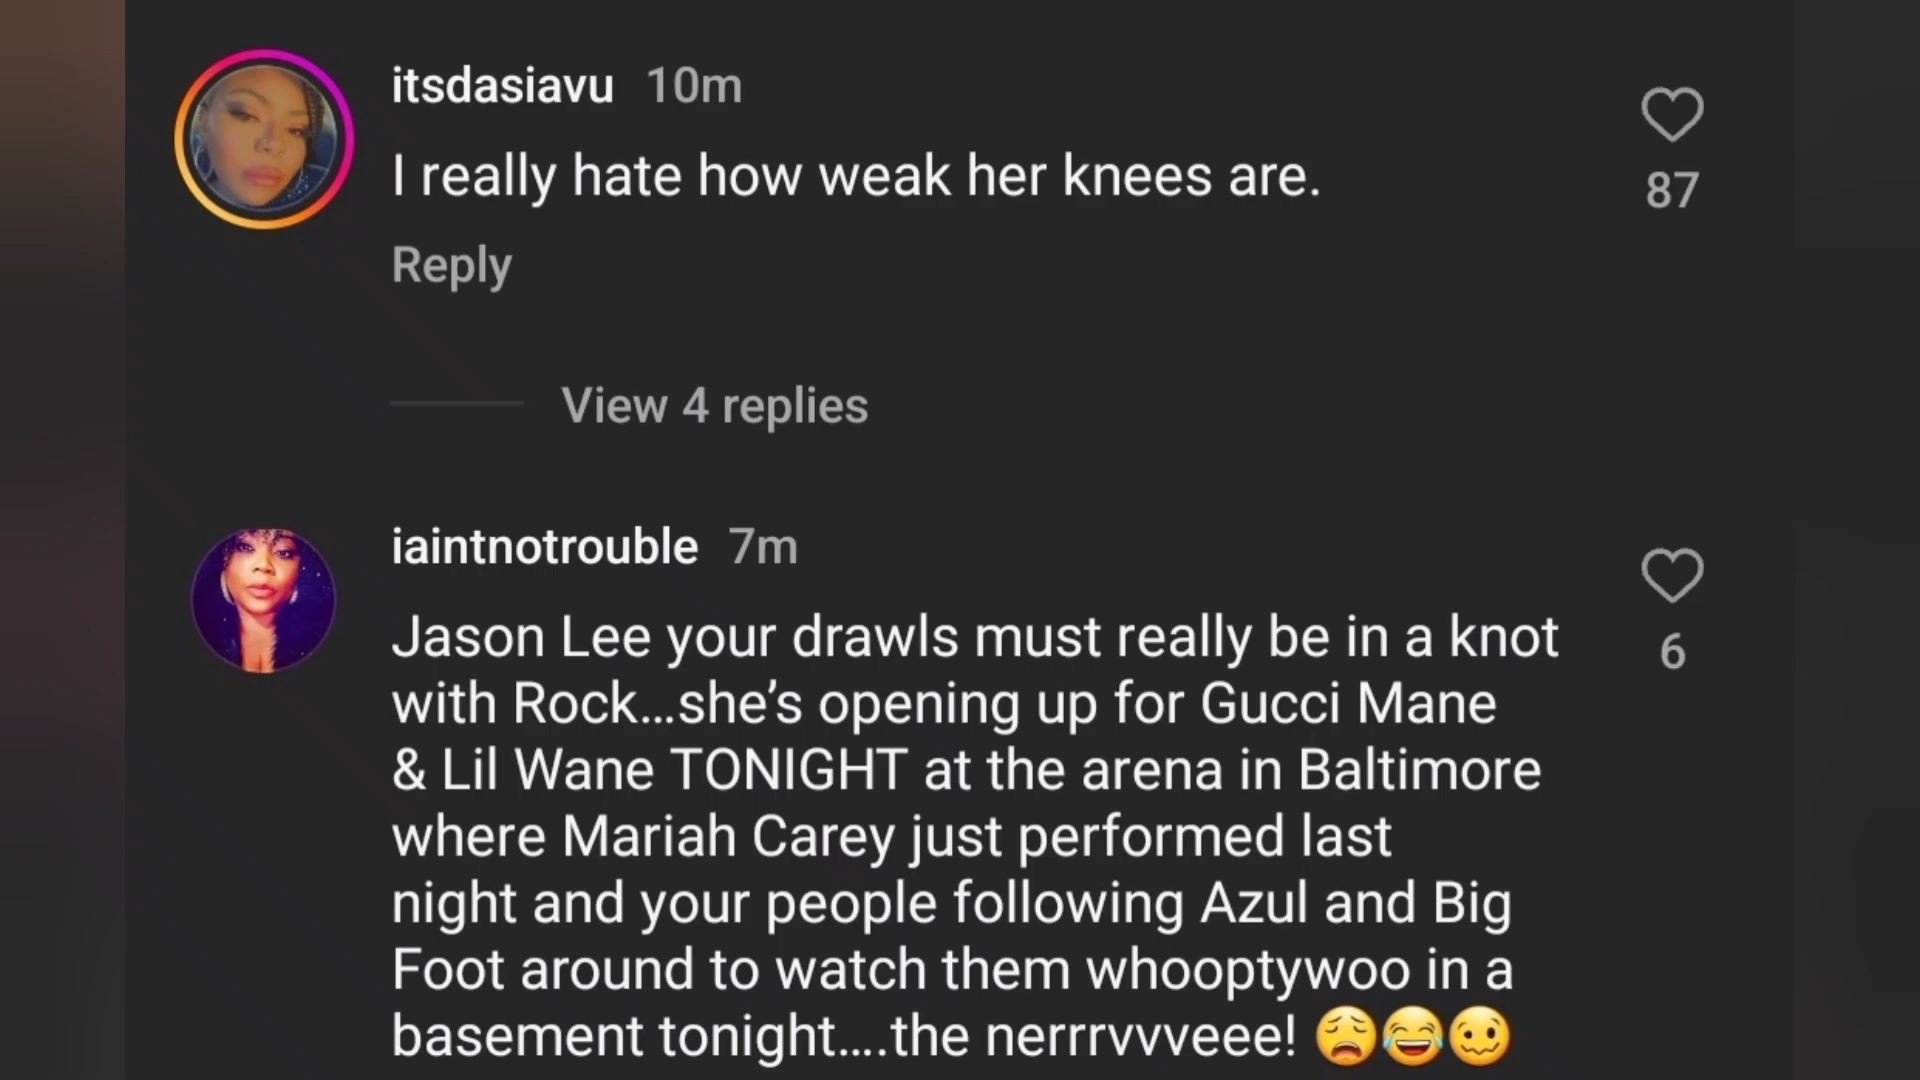 itsdasiavu 10m
I really hate how weak her knees are.
87
Reply
View 4 replies
iaintnotrouble 7m
Jason Lee your drawls must really be in a knot
6
with Rock...she’s opening up for Gucci Mane
& Lil Wane TONIGHT at the arena in Baltimore
where Mariah Carey just performed last
night and your people following Azul and Big
Foot around to watch them whooptywoo in a
basement tonight....the nerrrvvveeee! 😩😂🥴